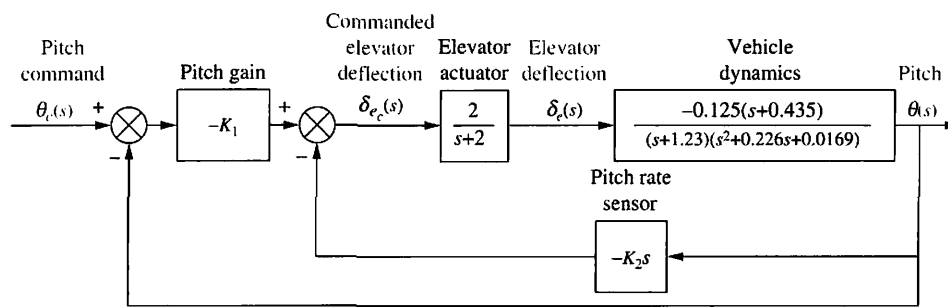 Commanded
elevator
deflection
Elevator
actuator
Elevator
deflection
Vehicle
dynamics
Pitch
command
Pitch gain
Pitch
θc(s)
+
−
−K1
+
−
δec(s)
2
s+2
δe(s)
−0.125(s+0.435)
(s+1.23)(s²+0.226s+0.0169)
θ(s)
Pitch rate
sensor
−K2s